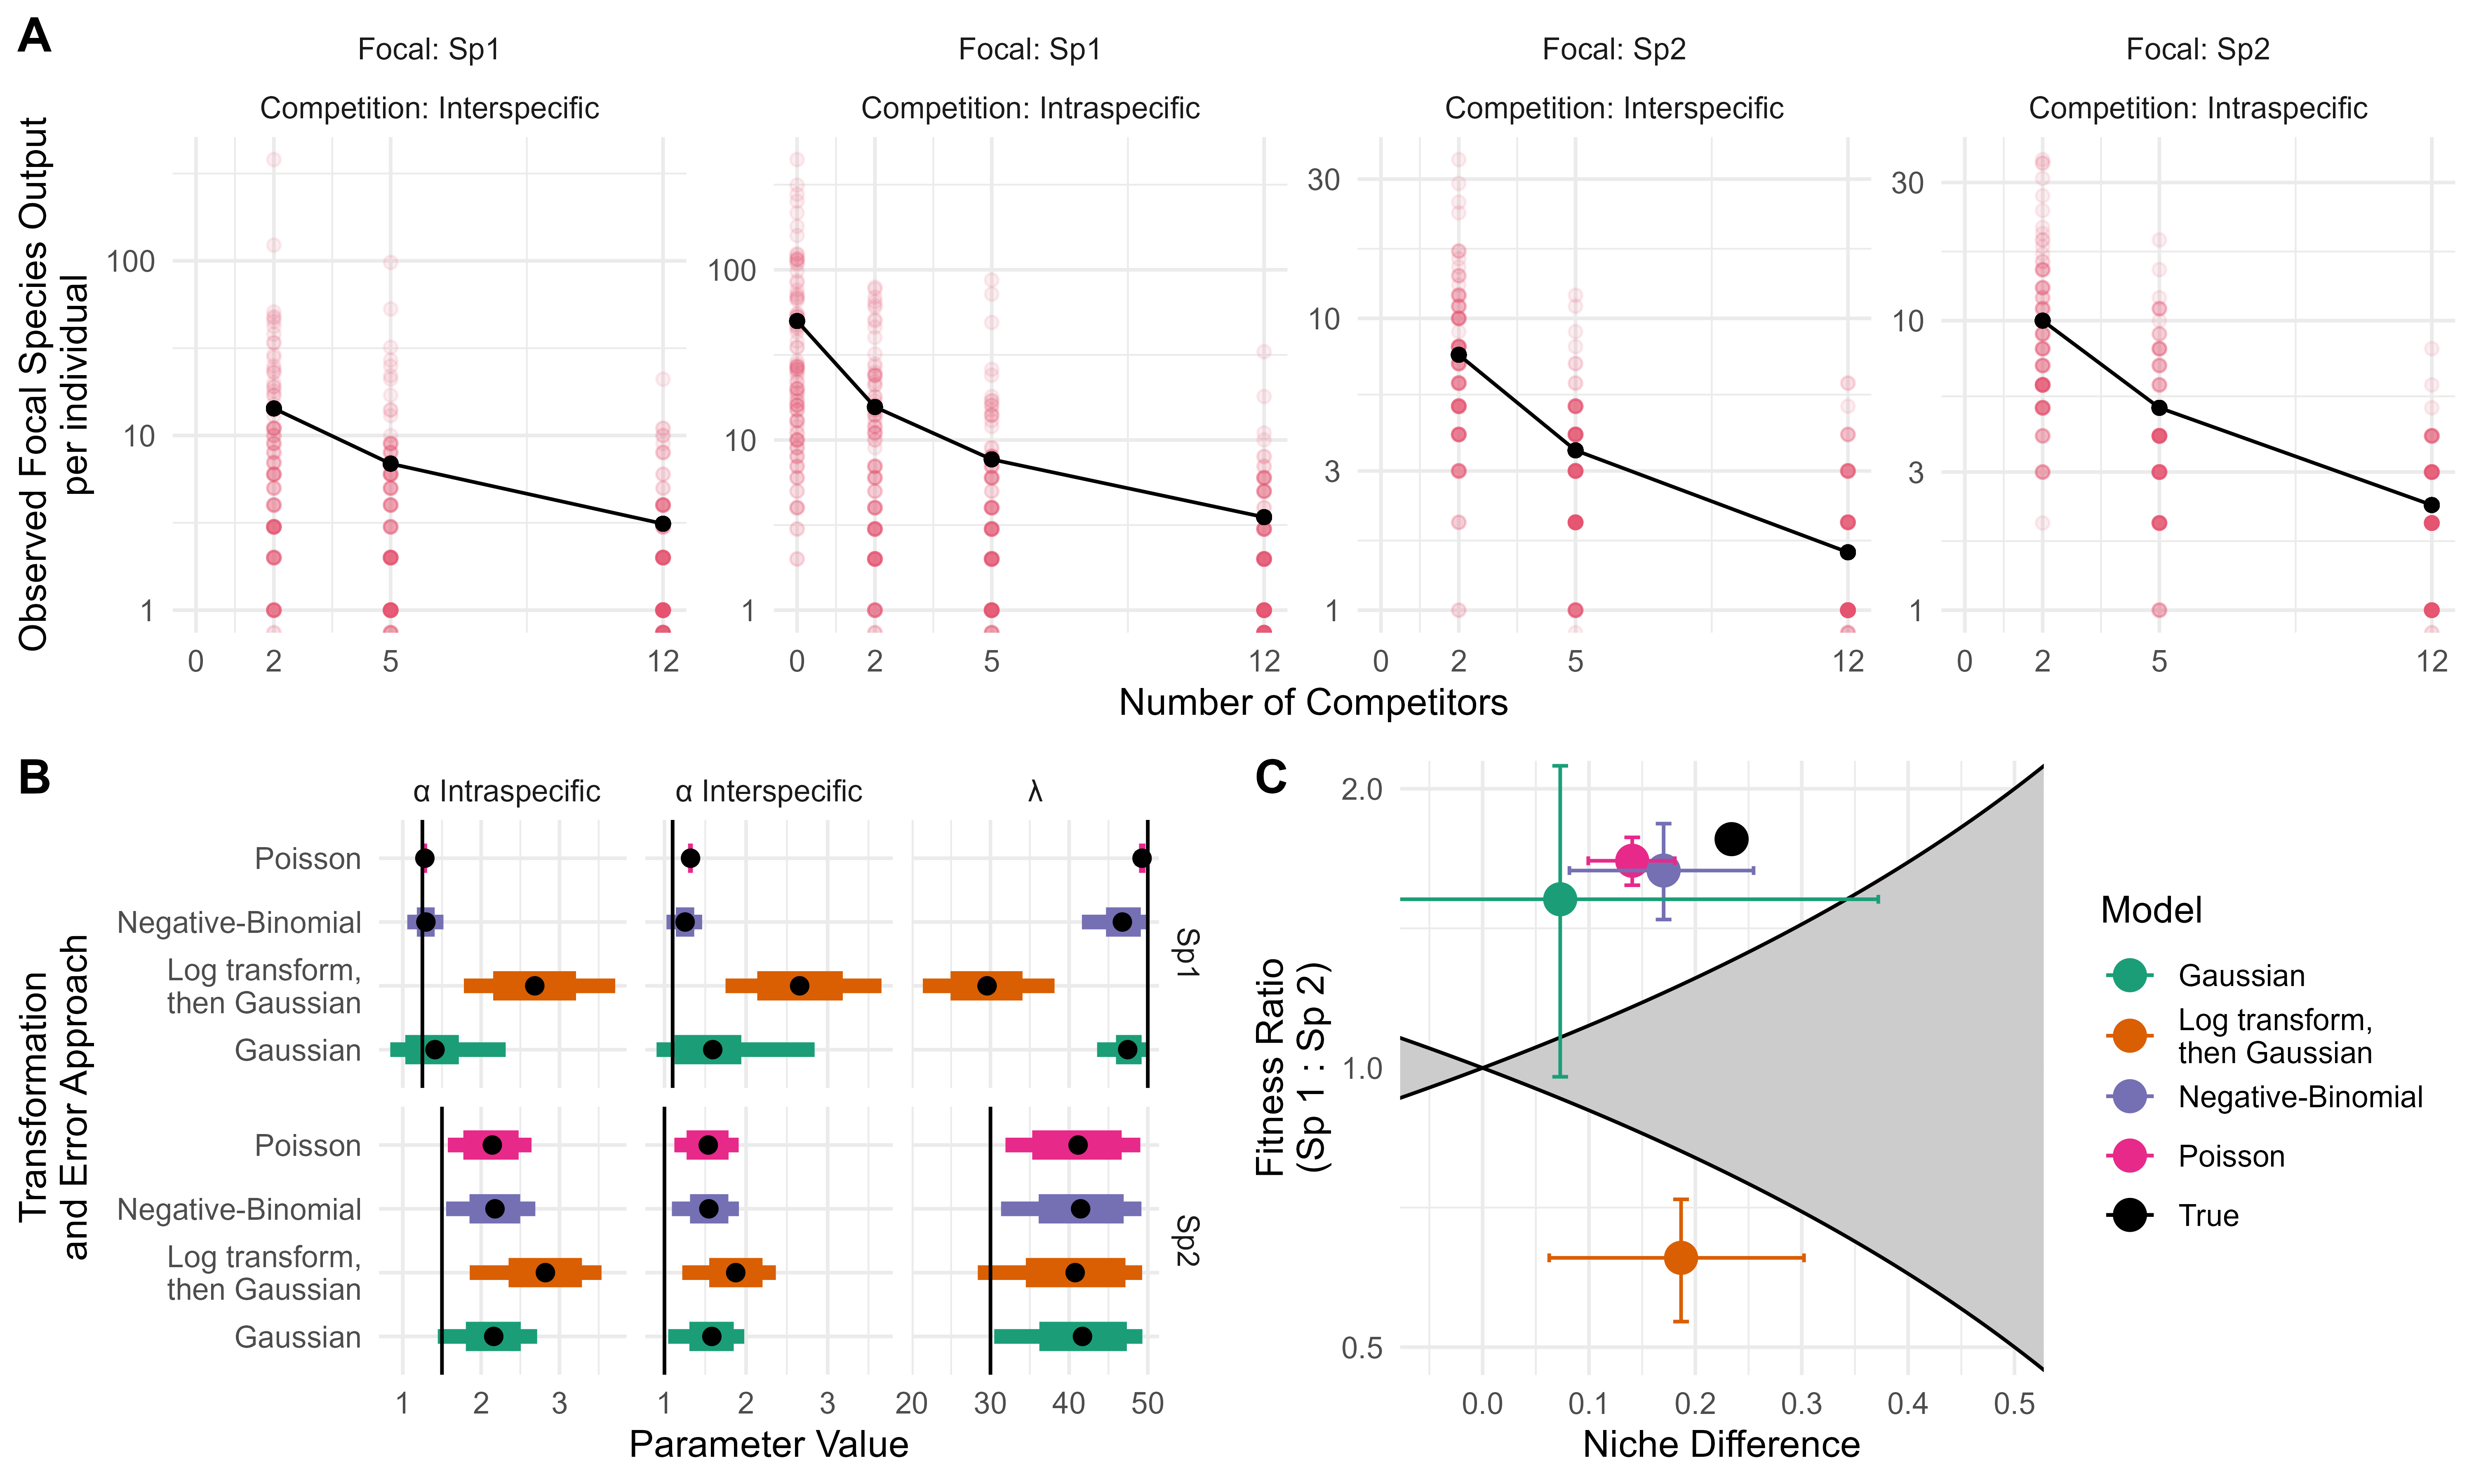 A
Focal: Sp1
Focal: Sp1
Focal: Sp2
Focal: Sp2
Competition: Interspecific
Competition: Intraspecific
Competition: Interspecific
Competition: Intraspecific
Observed Focal Species Output
per individual
100
10
1
0 2 5 12
100
10
1
0 2 5 12
30
10
3
1
0 2 5 12
30
10
3
1
0 2 5 12
Number of Competitors
B
α Intraspecific
α Interspecific
λ
Transformation
and Error Approach
Poisson
Negative-Binomial
Log transform,
then Gaussian
Gaussian
Sp1
Poisson
Negative-Binomial
Log transform,
then Gaussian
Gaussian
Sp2
1 2 3
1 2 3
20 30 40 50
Parameter Value
C
Fitness Ratio
(Sp 1 : Sp 2)
2.0
1.0
0.5
0.0 0.1 0.2 0.3 0.4 0.5
Niche Difference
Model
Gaussian
Log transform,
then Gaussian
Negative-Binomial
Poisson
True